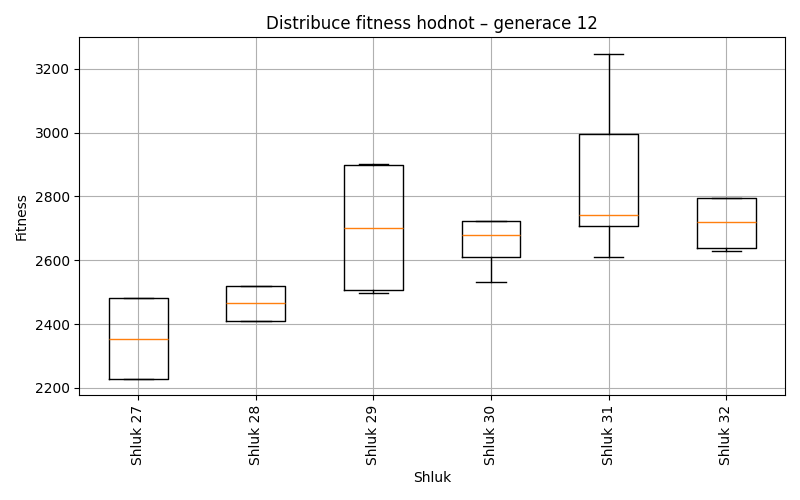 Distribuce fitness hodnot – generace 12
3200
3000
2800
2600
2400
2200
Fitness
Shluk 27
Shluk 28
Shluk 29
Shluk 30
Shluk 31
Shluk 32
Shluk